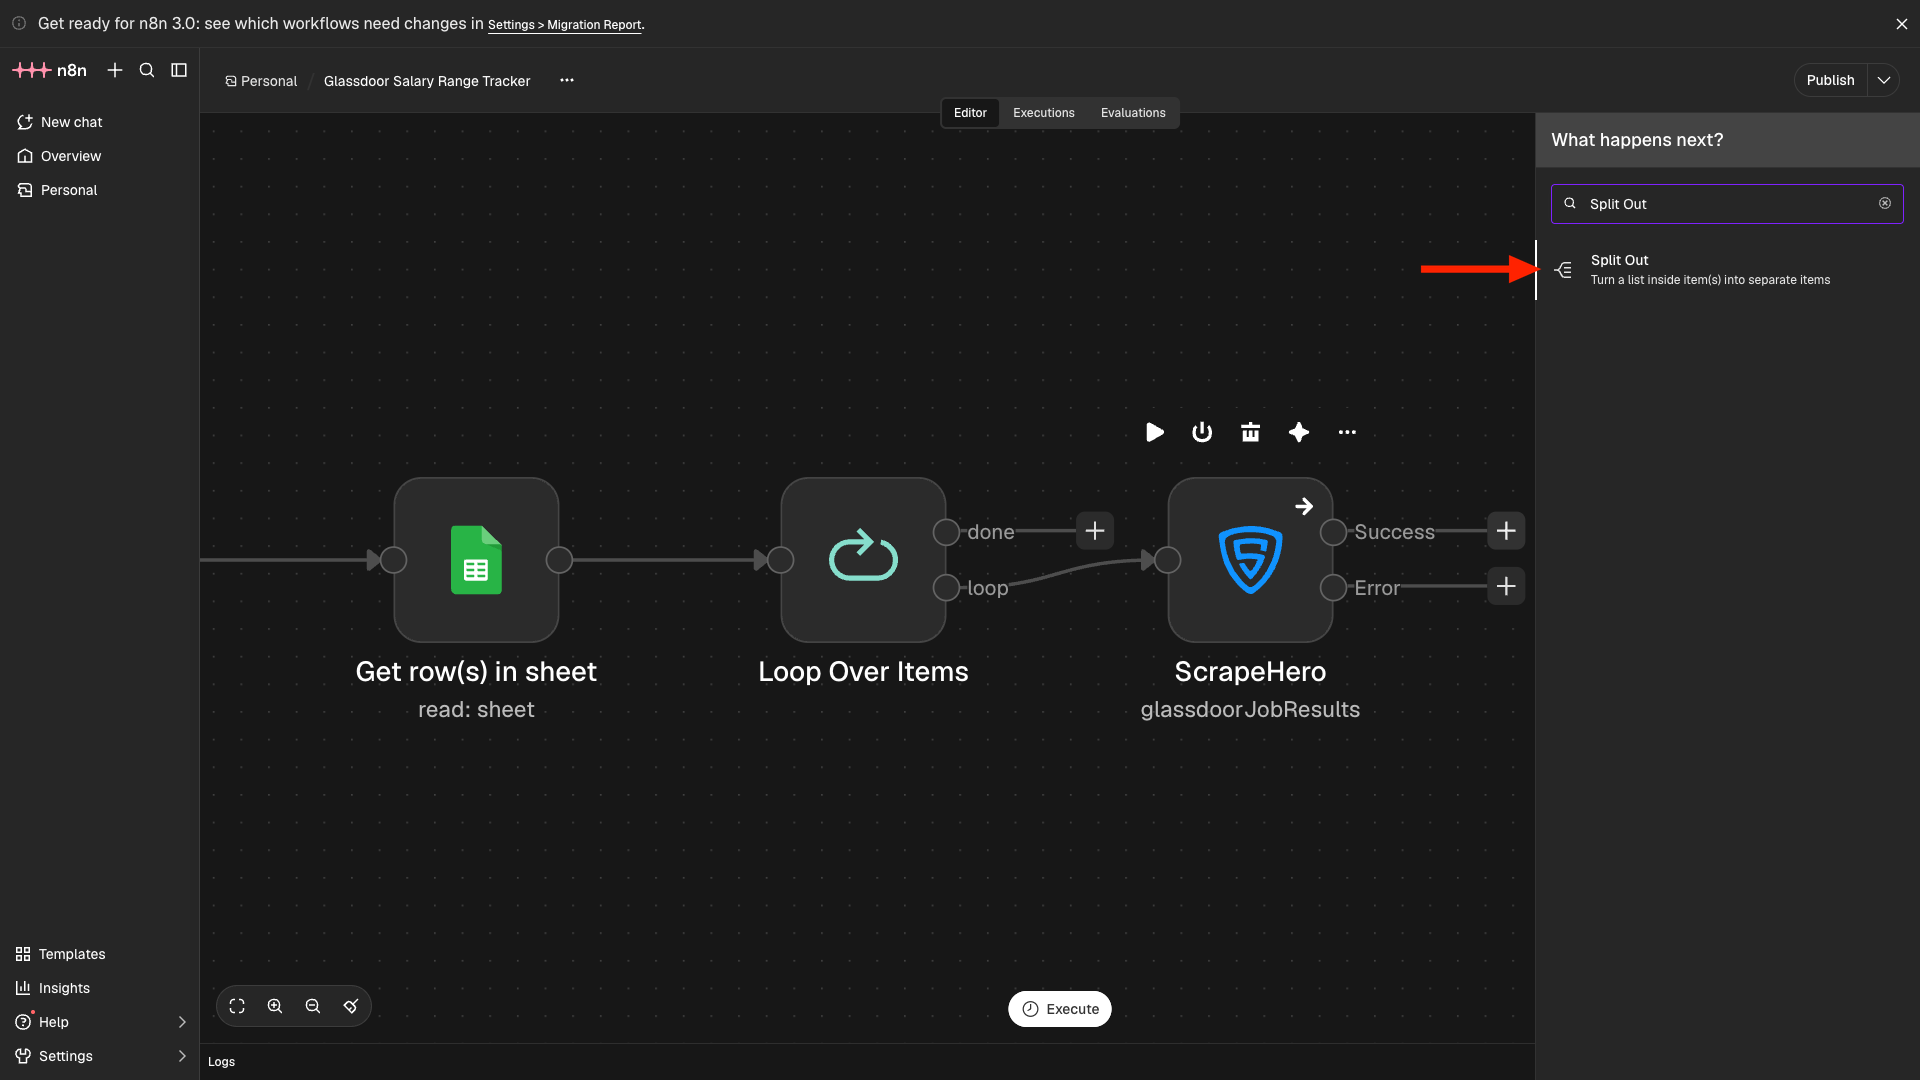 Get ready for n8n 3.0: see which workflows need changes in Settings > Migration Report.
n8n
Personal / Glassdoor Salary Range Tracker
Publish
Editor
Executions
Evaluations
New chat
Overview
Personal
What happens next?
Split Out
Split Out
Turn a list inside item(s) into separate items
done
loop
Success
Error
Get row(s) in sheet
read: sheet
Loop Over Items
ScrapeHero
glassdoorJobResults
Templates
Insights
Help
Settings
Execute
Logs